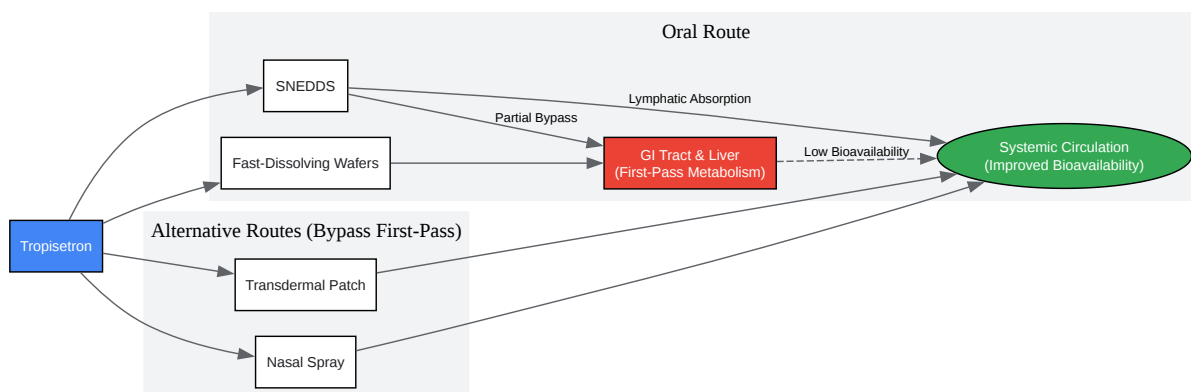 Oral Route
SNEDDS
Lymphatic Absorption
Partial Bypass
Fast-Dissolving Wafers
GI Tract & Liver
(First-Pass Metabolism)
Low Bioavailability
Systemic Circulation
(Improved Bioavailability)
Tropisetron
Alternative Routes (Bypass First-Pass)
Transdermal Patch
Nasal Spray